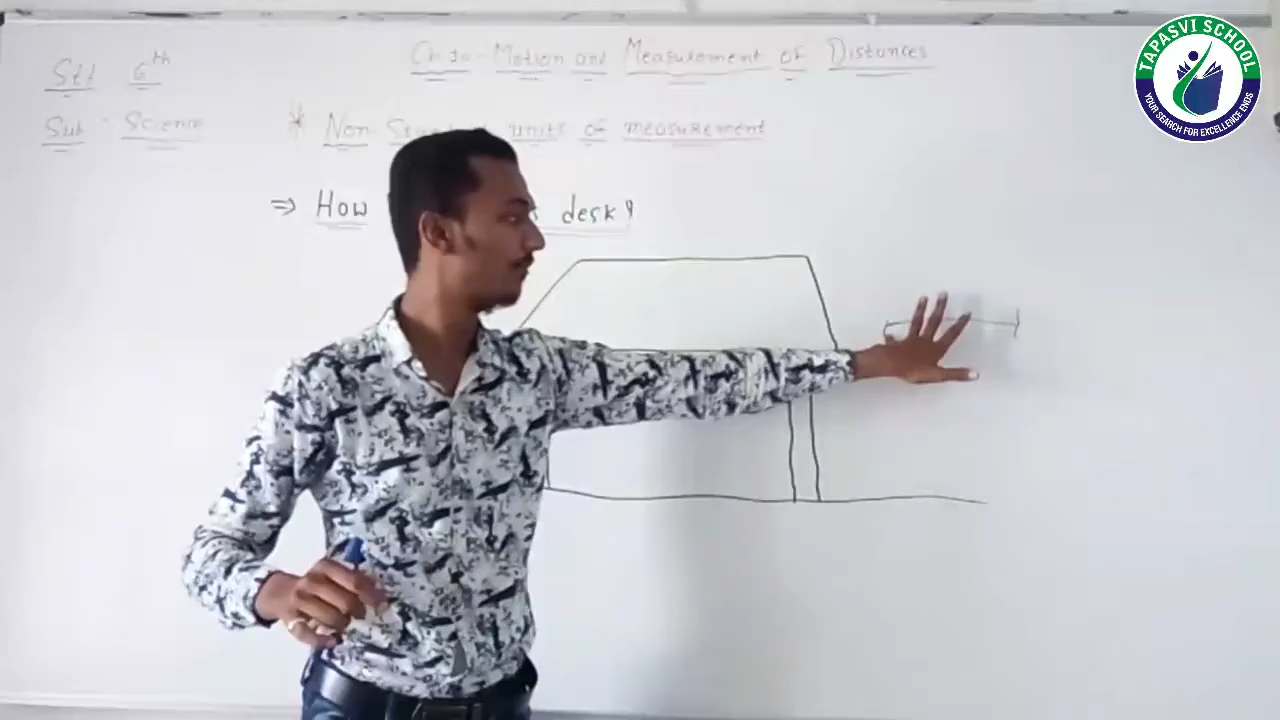 Std 6th
Ch 10 - Motion and Measurement of Distances
Sub - Science
* Non-Standard units of measurement
⇒ How desk?
TAPASVI SCHOOL
YOUR SEARCH FOR EXCELLENCE ENDS